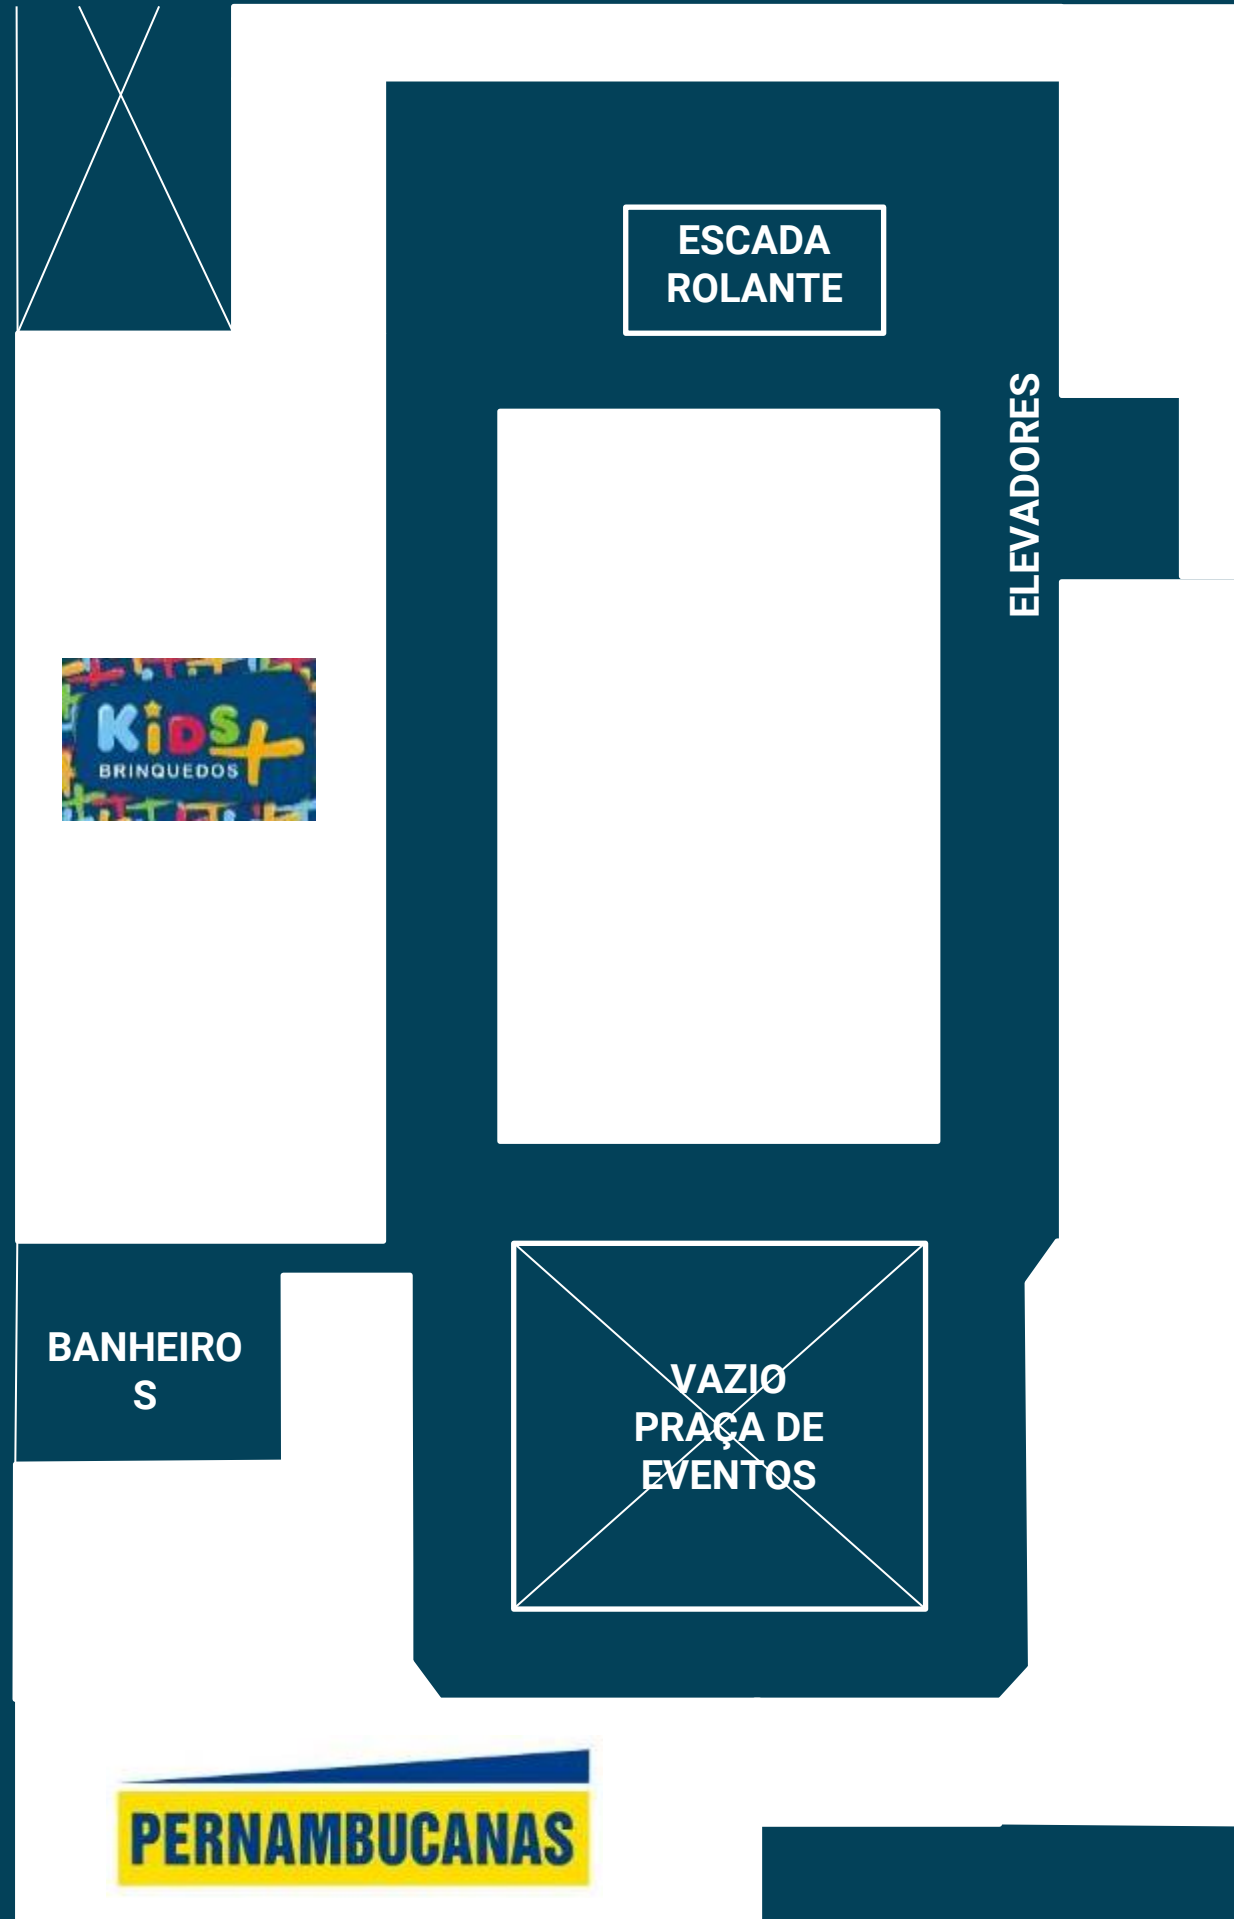 ESCADA
ROLANTE
ELEVADORES
KiDS+
BRINQUEDOS
BANHEIRO
S
VAZIO
PRAÇA DE
EVENTOS
PERNAMBUCANAS